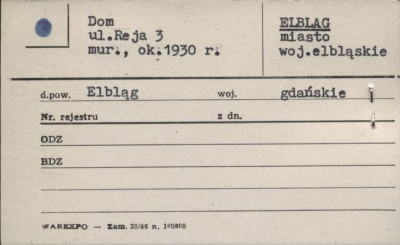 Dom
ul.Reja 3
mur., ok.1930 r.
ELBLĄG
miasto
woj.elbląskie
d.pow. Elbląg woj. gdańskie
Nr. rejestru z dn.
ODZ
BDZ
WAREXPO — Zam. 35/86 n, 100000